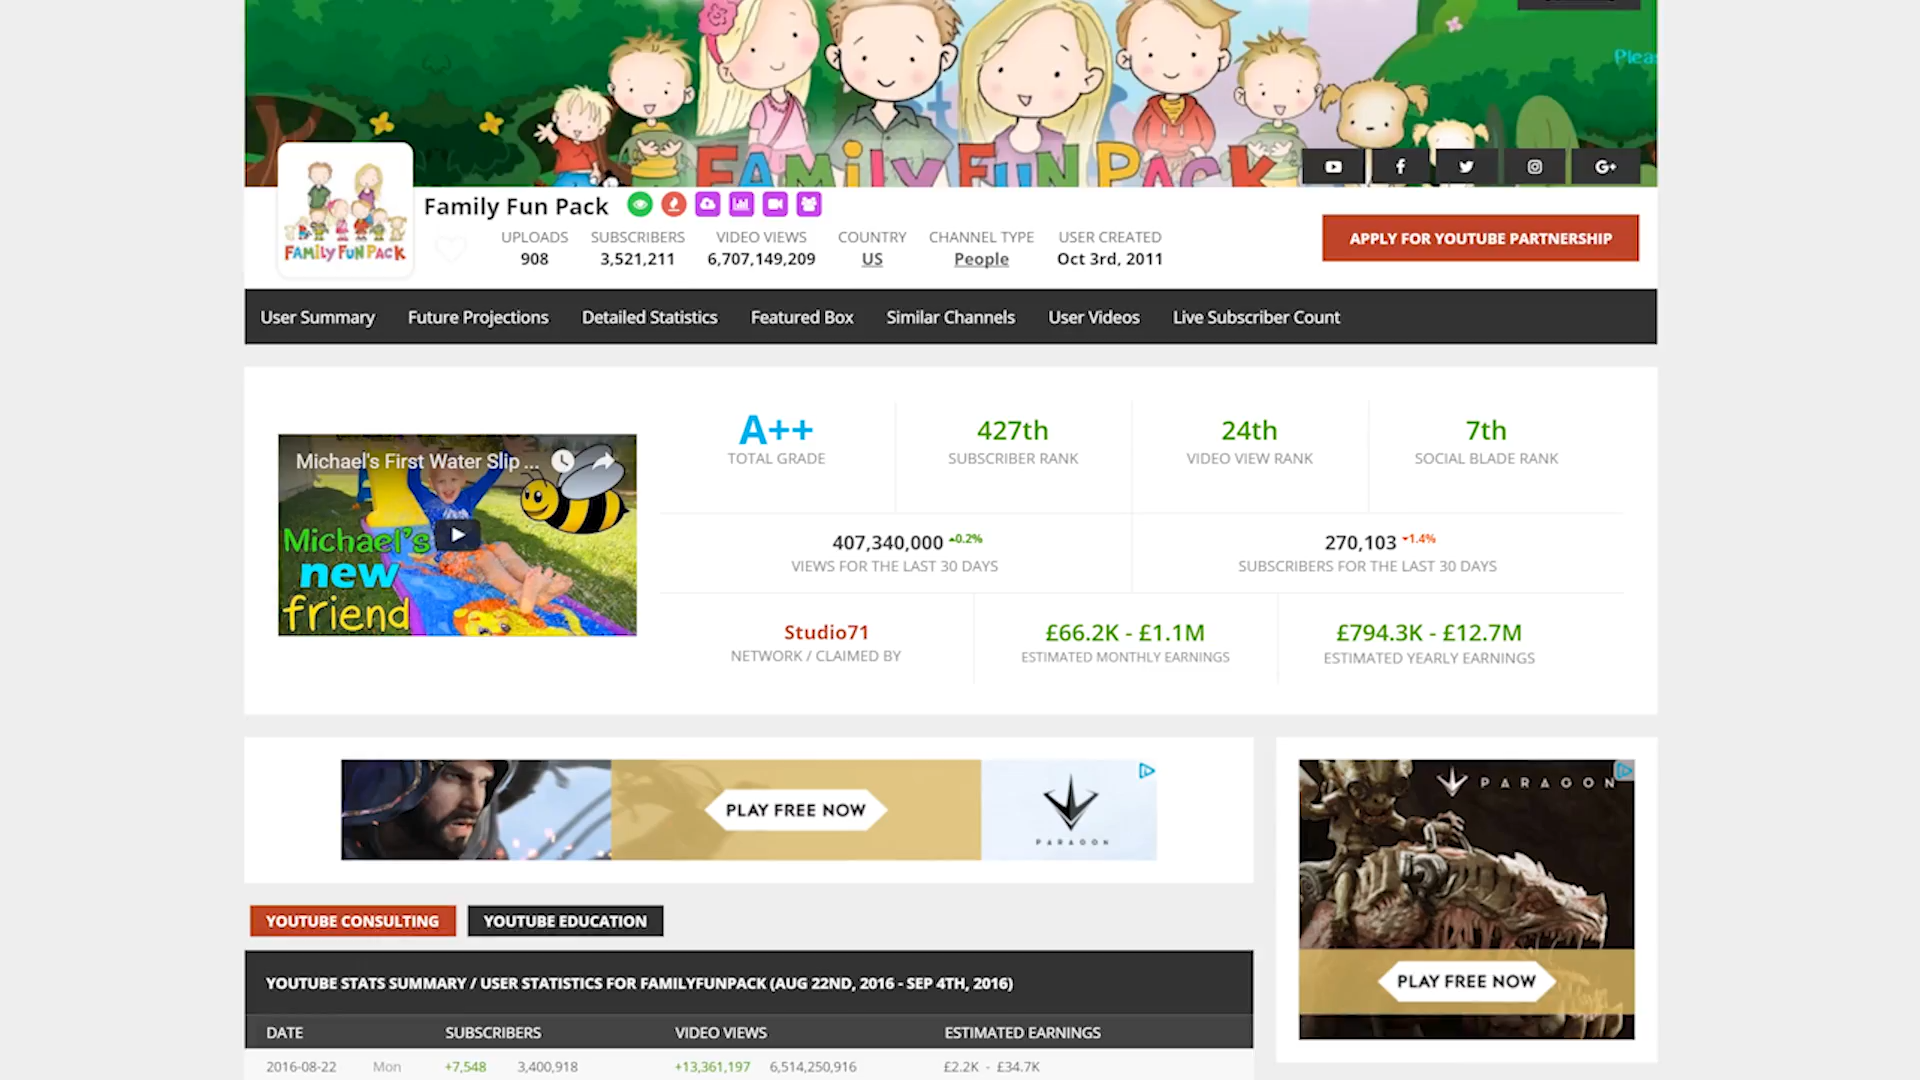 Plea
FAMILY FUN PACK
FAMILY FUN PACK
Family Fun Pack
UPLOADS SUBSCRIBERS VIDEO VIEWS COUNTRY CHANNEL TYPE USER CREATED
908 3,521,211 6,707,149,209 US People Oct 3rd, 2011
APPLY FOR YOUTUBE PARTNERSHIP
User Summary Future Projections Detailed Statistics Featured Box Similar Channels User Videos Live Subscriber Count
Michael's First Water Slip ...
Michael's
new
friend
A++ 427th 24th 7th
TOTAL GRADE SUBSCRIBER RANK VIDEO VIEW RANK SOCIAL BLADE RANK
407,340,000 0.2% 270,103 1.4%
VIEWS FOR THE LAST 30 DAYS SUBSCRIBERS FOR THE LAST 30 DAYS
Studio71 £66.2K - £1.1M £794.3K - £12.7M
NETWORK / CLAIMED BY ESTIMATED MONTHLY EARNINGS ESTIMATED YEARLY EARNINGS
PLAY FREE NOW
PARAGON
PARAGON
PLAY FREE NOW
YOUTUBE CONSULTING YOUTUBE EDUCATION
YOUTUBE STATS SUMMARY / USER STATISTICS FOR FAMILYFUNPACK (AUG 22ND, 2016 - SEP 4TH, 2016)
DATE SUBSCRIBERS VIDEO VIEWS ESTIMATED EARNINGS
2016-08-22 Mon +7,548 3,400,918 +13,361,197 6,514,250,916 £2.2K - £34.7K